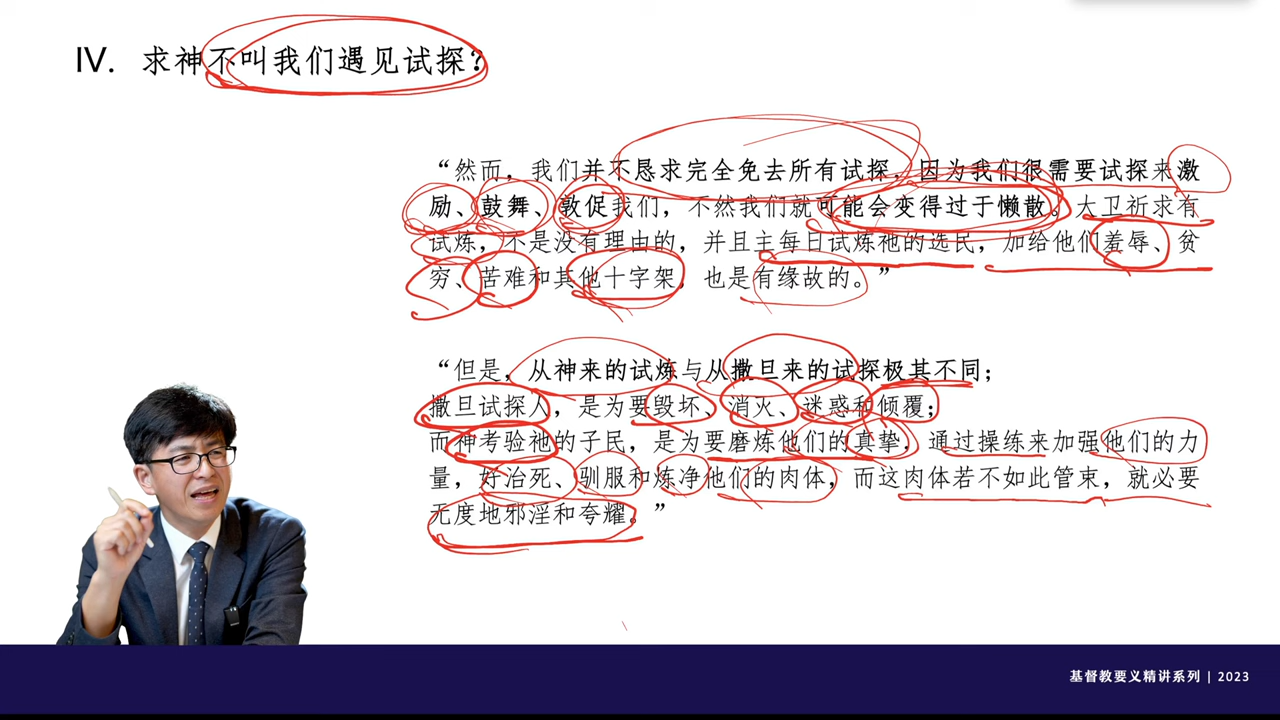 IV. 求神不叫我们遇见试探？
“然而，我们并不恳求完全免去所有试探，因为我们很需要试探来激
励、鼓舞、敦促我们，不然我们就可能会变得过于懒散。大卫祈求有
试炼，不是没有理由的，并且主每日试炼祂的选民，加给他们羞辱、贫
穷、苦难和其他十字架，也是有缘故的。”
“但是，从神来的试炼与从撒旦来的试探极其不同；
撒旦试探人，是为要毁坏、消灭、迷惑和倾覆；
而神考验祂的子民，是为要磨炼他们的真挚，通过操练来加强他们的力
量，好治死、驯服和炼净他们的肉体，而这肉体若不如此管束，就必要
无度地邪淫和夸耀。”
基督教要义精讲系列 | 2023